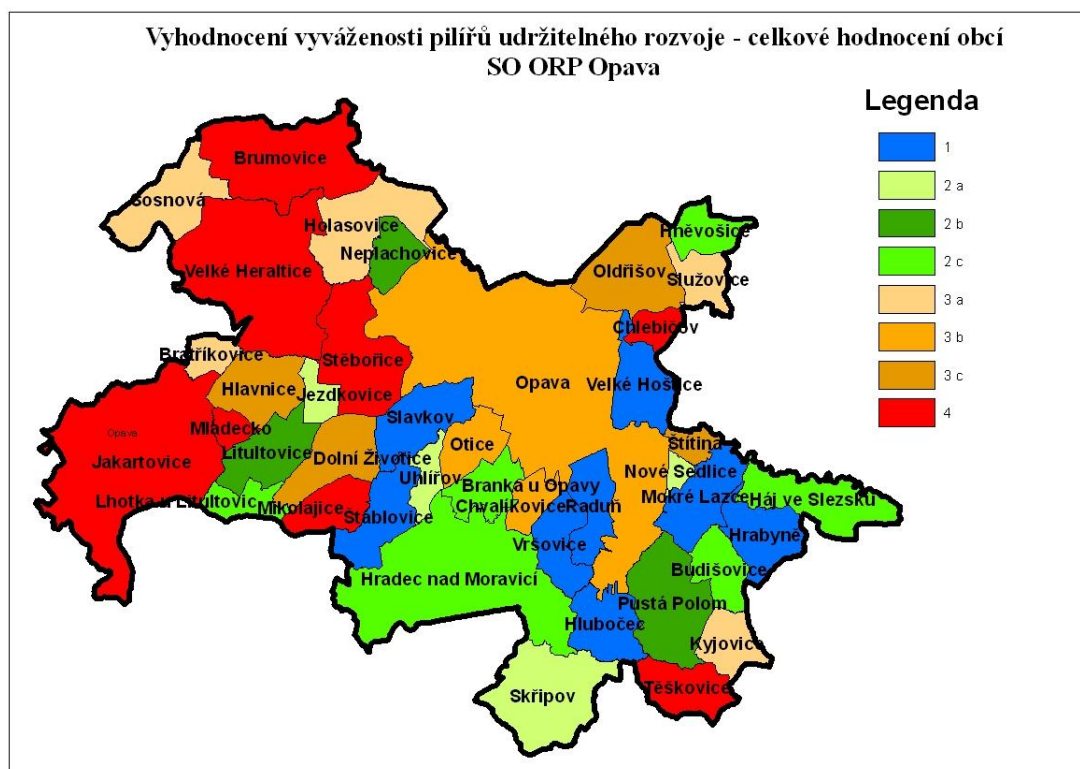 Vyhodnocení vyváženosti pilířů udržitelného rozvoje - celkové hodnocení obcí
SO ORP Opava
Legenda
1
2 a
2 b
2 c
3 a
3 b
3 c
4
Brumovice
Sosnová
Holasovice
Neplachovice
Velké Heraltice
Hněvošice
Oldřišov
Služovice
Chlebičov
Bratříkovice
Stěbořice
Hlavnice
Jezdkovice
Opava
Velké Hoštice
Slavkov
Mladecko
Opava
Litultovice
Jakartovice
Dolní Životice
Otice
Štítina
Uhlířov
Nové Sedlice
Branka u Opavy
Mokré Lazce
Háj ve Slezsku
Lhotka u Litultovic
Mikolajice
Chvalíkovice
Raduň
Štáblovice
Hrabyně
Vršovice
Hradec nad Moravicí
Budišovice
Pustá Polom
Hlubočec
Kyjovice
Skřipov
Těškovice